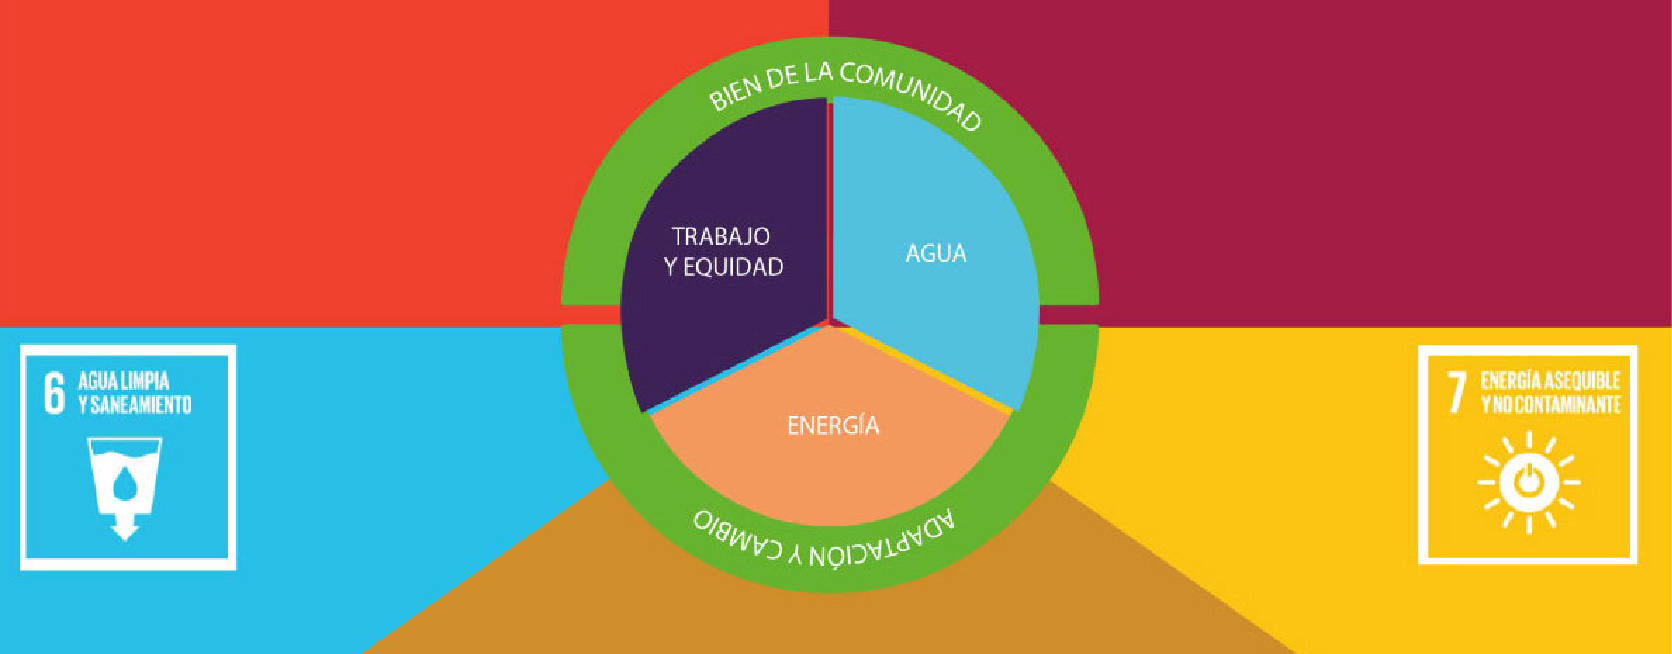 BIEN DE LA COMUNIDAD
TRABAJO
Y EQUIDAD
AGUA
ENERGÍA
ADAPTACIÓN Y CAMBIO
6 AGUA LIMPIA
Y SANEAMIENTO
7 ENERGÍA ASEQUIBLE
Y NO CONTAMINANTE